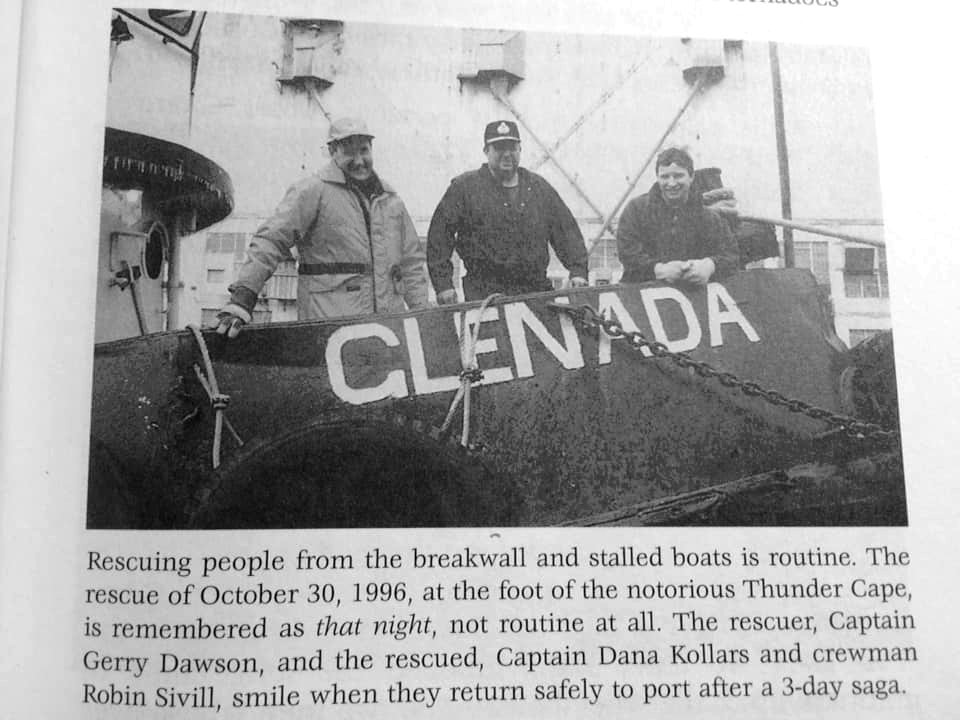 GLENADA
Rescuing people from the breakwall and stalled boats is routine. The
rescue of October 30, 1996, at the foot of the notorious Thunder Cape,
is remembered as that night, not routine at all. The rescuer, Captain
Gerry Dawson, and the rescued, Captain Dana Kollars and crewman
Robin Sivill, smile when they return safely to port after a 3-day saga.